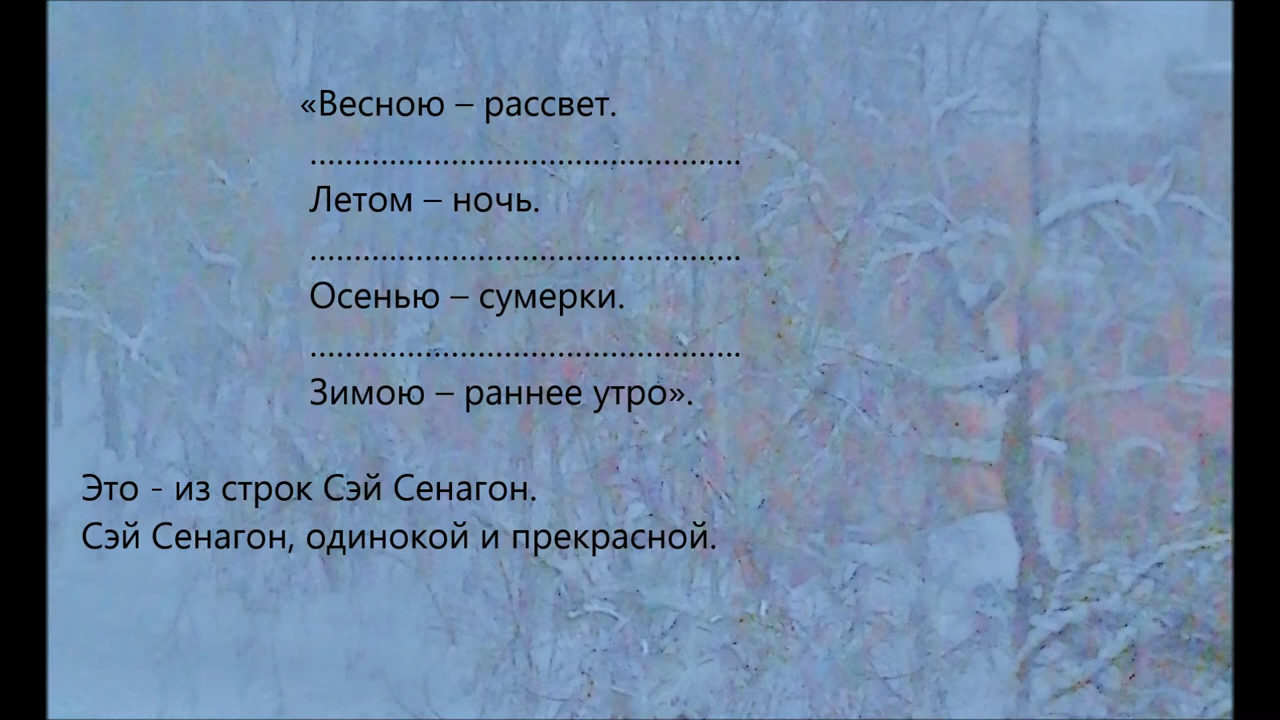 «Весною – рассвет.
................................................
Летом – ночь.
................................................
Осенью – сумерки.
................................................
Зимою – раннее утро».
Это - из строк Сэй Сенагон.
Сэй Сенагон, одинокой и прекрасной.